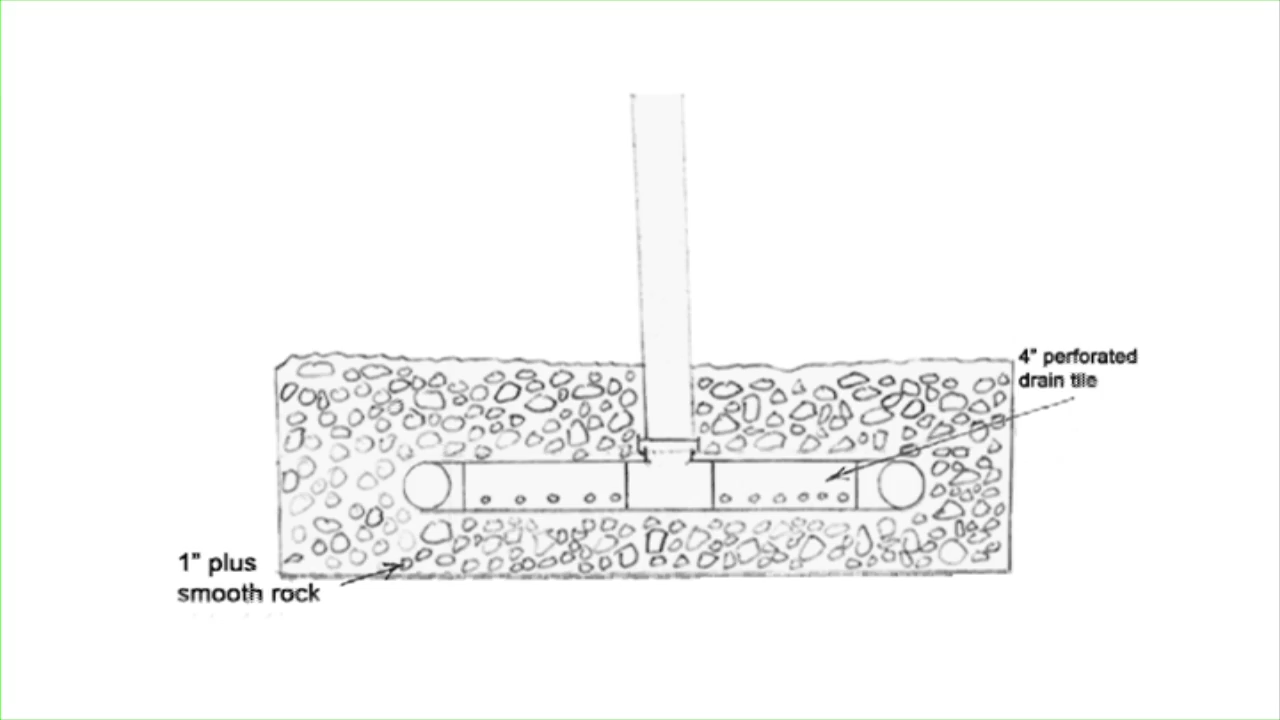 4” perforated
drain tile
1” plus
smooth rock